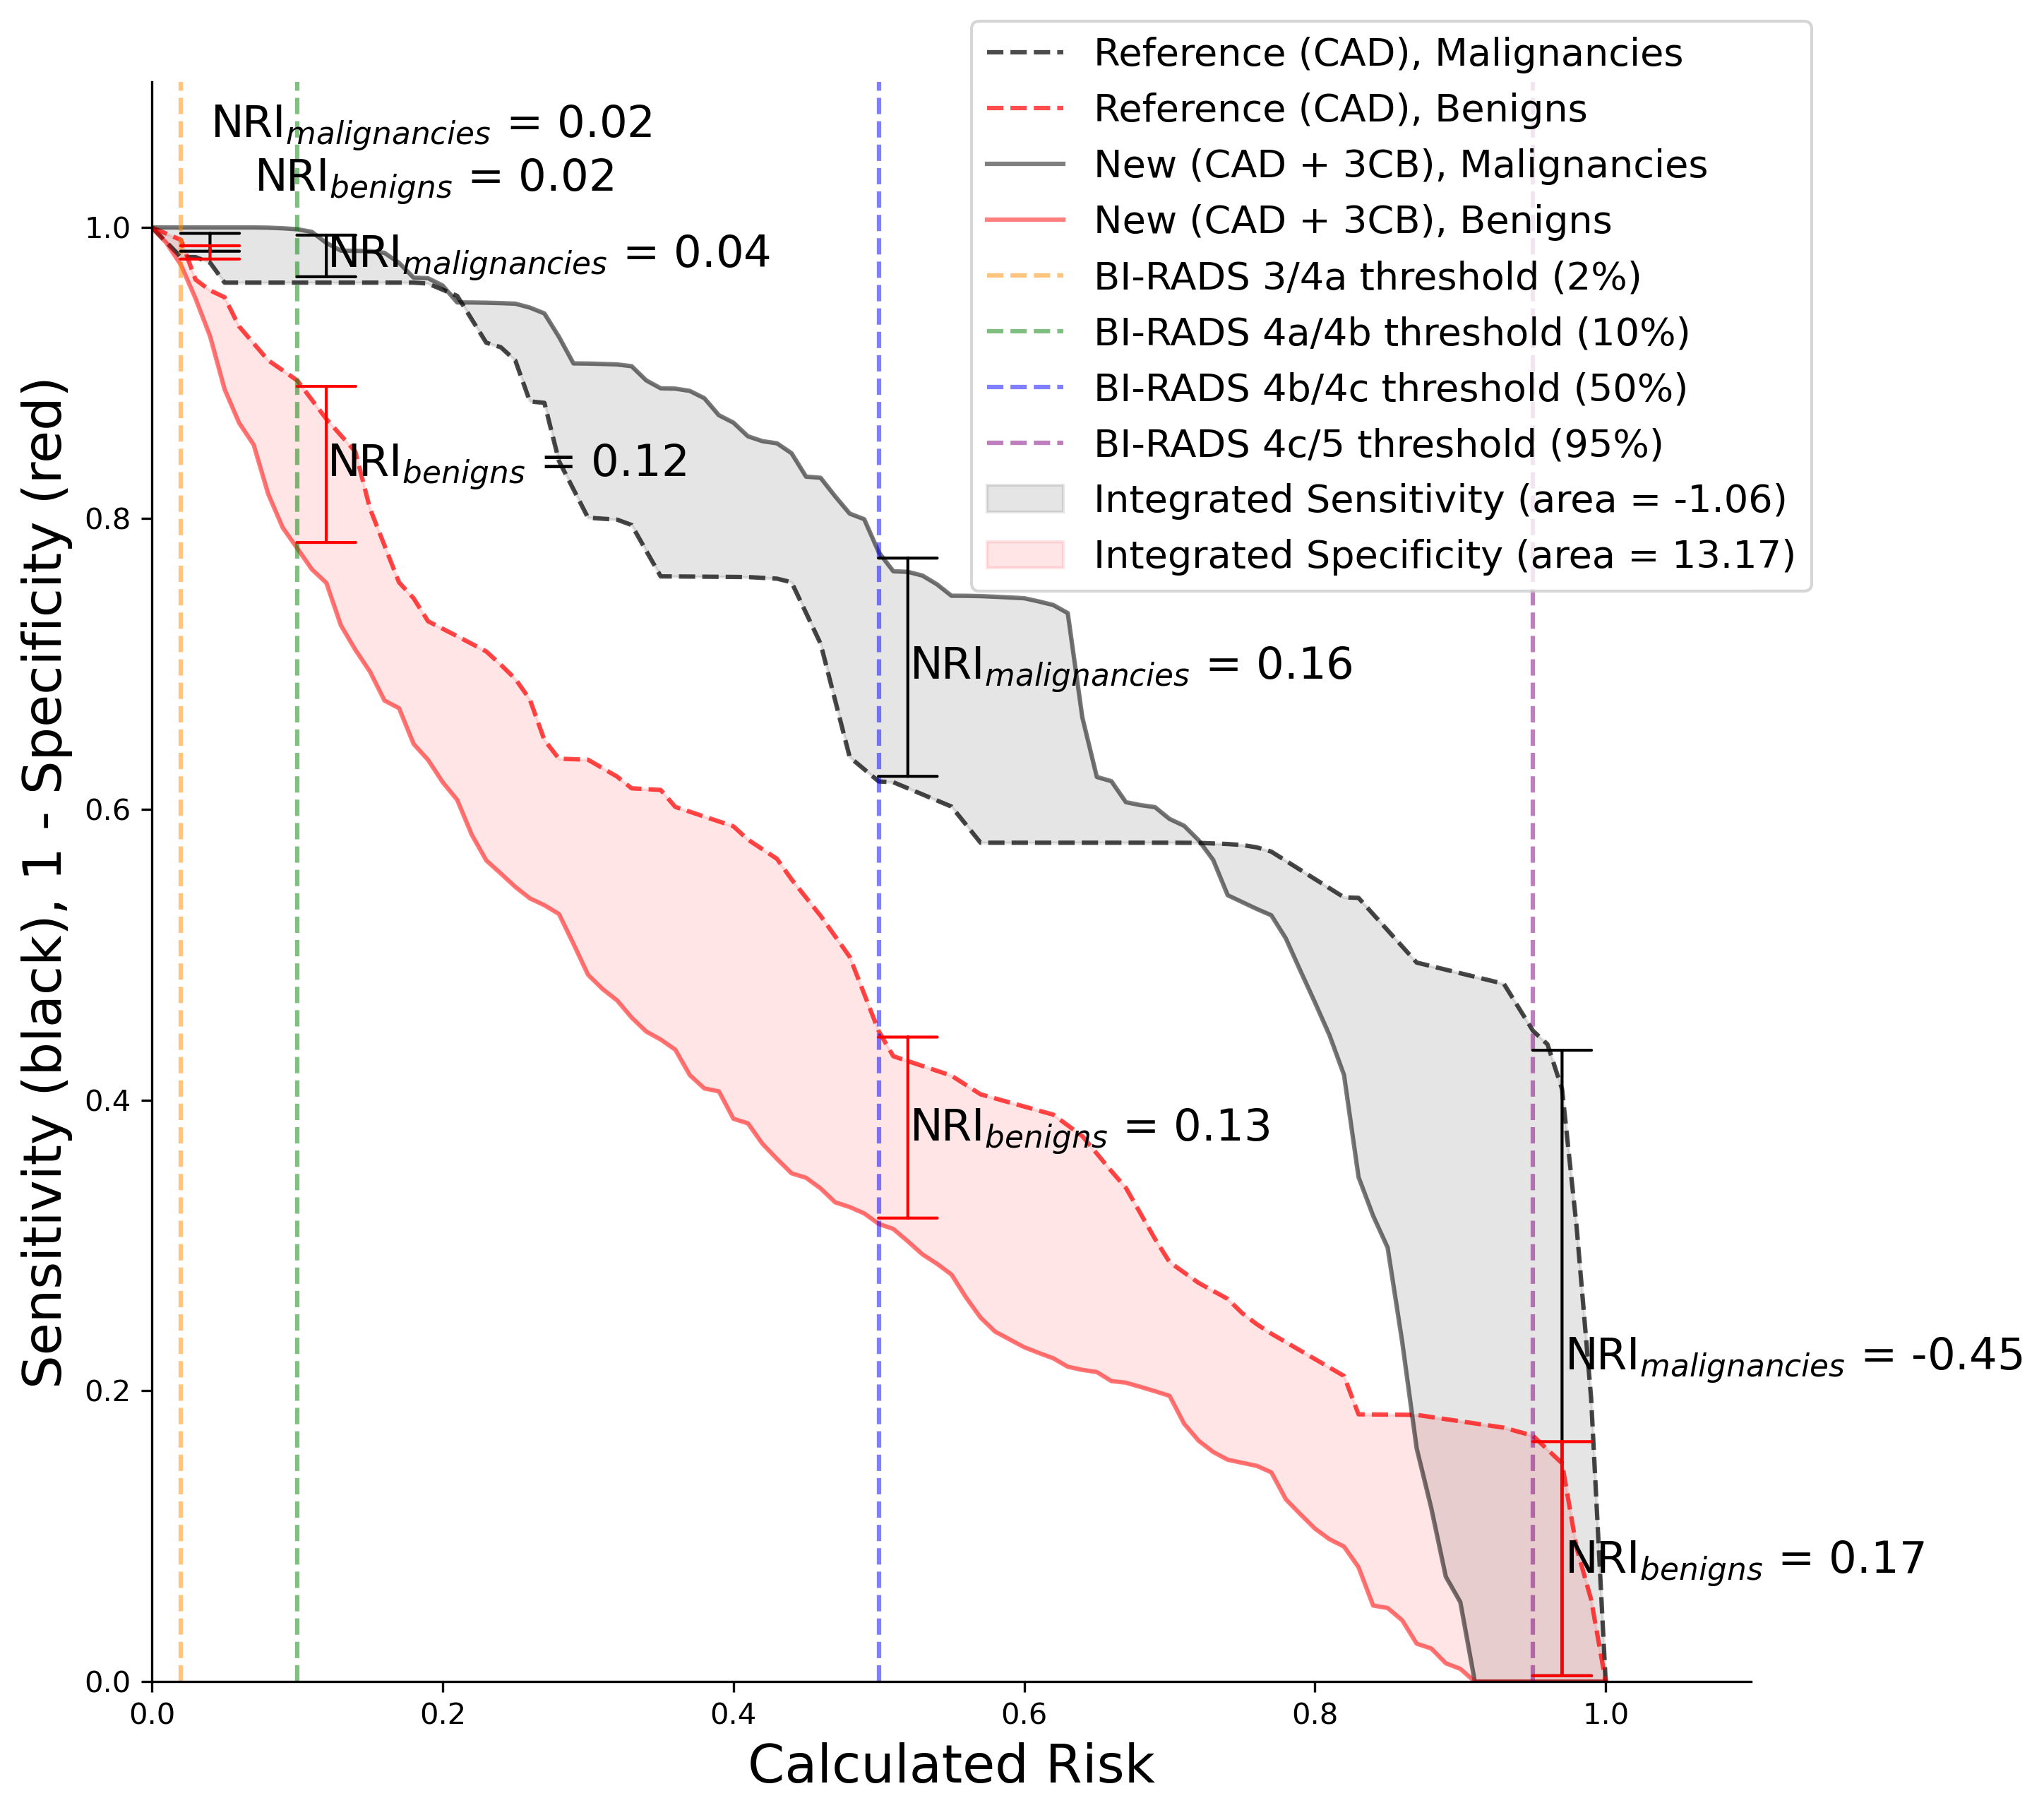 Reference (CAD), Malignancies
Reference (CAD), Benigns
New (CAD + 3CB), Malignancies
New (CAD + 3CB), Benigns
BI-RADS 3/4a threshold (2%)
BI-RADS 4a/4b threshold (10%)
BI-RADS 4b/4c threshold (50%)
BI-RADS 4c/5 threshold (95%)
Integrated Sensitivity (area = -1.06)
Integrated Specificity (area = 13.17)
NRImalignancies = 0.02
NRIbenigns = 0.02
NRImalignancies = 0.04
NRIbenigns = 0.12
NRImalignancies = 0.16
NRIbenigns = 0.13
NRImalignancies = -0.45
NRIbenigns = 0.17
Sensitivity (black), 1 - Specificity (red)
1.0
0.8
0.6
0.4
0.2
0.0
0.0 0.2 0.4 0.6 0.8 1.0
Calculated Risk